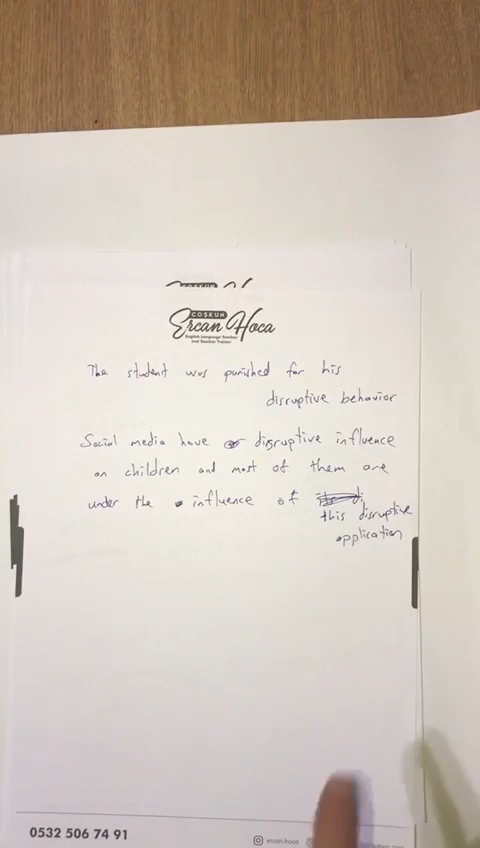 COSKUN
Ercan Hoca
English Language Teacher
and Teacher Trainer
The student was punished for his
disruptive behavior
Social media have disruptive influence
on children and most of them are
under the influence of
this disruptive
application
0532 506 74 91
ercan.hoca